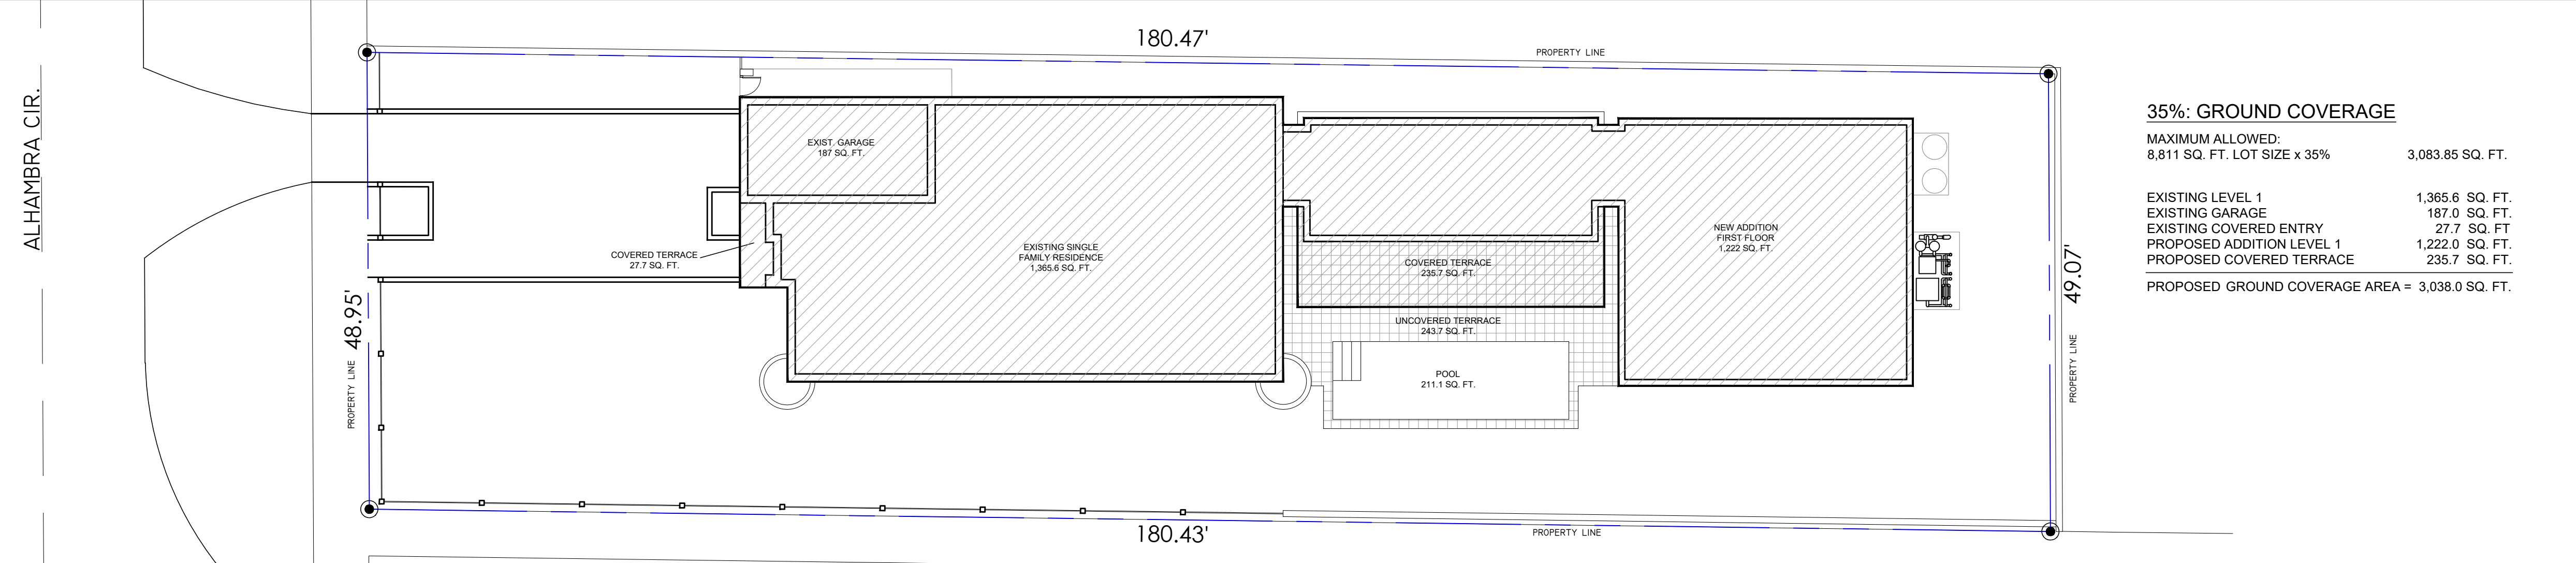 ALHAMBRA CIR.
180.47'
PROPERTY LINE
EXIST. GARAGE
187 SQ. FT.
COVERED TERRACE
27.7 SQ. FT.
EXISTING SINGLE
FAMILY RESIDENCE
1,365.6 SQ. FT.
NEW ADDITION
FIRST FLOOR
1,222 SQ. FT.
COVERED TERRACE
235.7 SQ. FT.
UNCOVERED TERRRACE
243.7 SQ. FT.
POOL
211.1 SQ. FT.
48.95'
PROPERTY LINE
49.07'
PROPERTY LINE
180.43'
PROPERTY LINE
35%: GROUND COVERAGE
MAXIMUM ALLOWED:
8,811 SQ. FT. LOT SIZE x 35% 3,083.85 SQ. FT.
EXISTING LEVEL 1 1,365.6 SQ. FT.
EXISTING GARAGE 187.0 SQ. FT.
EXISTING COVERED ENTRY 27.7 SQ. FT
PROPOSED ADDITION LEVEL 1 1,222.0 SQ. FT.
PROPOSED COVERED TERRACE 235.7 SQ. FT.
PROPOSED GROUND COVERAGE AREA = 3,038.0 SQ. FT.